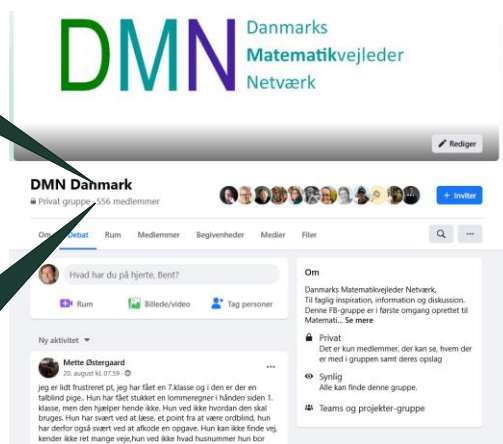 DMN
Danmarks
Matematikvejleder
Netværk
Rediger
DMN Danmark
Privat gruppe · 556 medlemmer
+ Inviter
Om Debat Rum Medlemmer Begivenheder Medier Filer
Hvad har du på hjerte, Bent?
Rum Billede/video Tag personer
Ny aktivitet
Mette Østergaard
20. august kl. 07.59
jeg er lidt frustreret pt, jeg har fået en 7.klasse og i den er der en
talblind pige.. Hun har fået stukket en lommeregner i hånden siden 1.
klasse, men den hjælper hende ikke. Hun ved ikke hvordan den skal
bruges, Hun har svært ved at læse, et point fra at være ordblind, hun
har derfor også svært ved at afkode en opgave. Hun kan ikke finde vej,
kender ikke ret mange veje,hun ved ikke hvad husnummer hun bor
Om
Danmarks Matematikvejleder Netværk.
Til faglig inspiration, information og diskussion.
Denne FB-gruppe er i første omgang oprettet til
Matemati... Se mere
Privat
Det er kun medlemmer, der kan se, hvem der
er med i gruppen samt deres opslag
Synlig
Alle kan finde denne gruppe.
Teams og projekter-gruppe